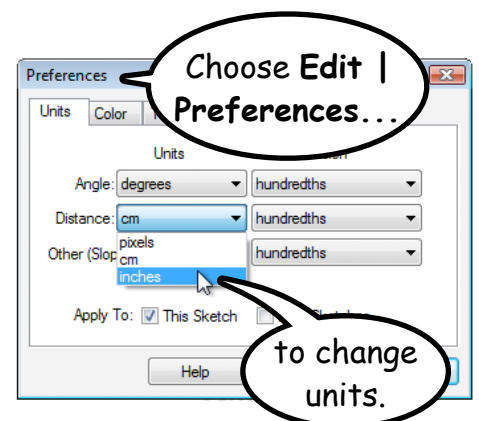 Preferences
Choose Edit |
Preferences...
Units Color
Units
Angle: degrees hundredths
Distance: cm hundredths
pixels
Other (Slop hundredths
cm
inches
Apply To: This Sketch
Help
to change
units.